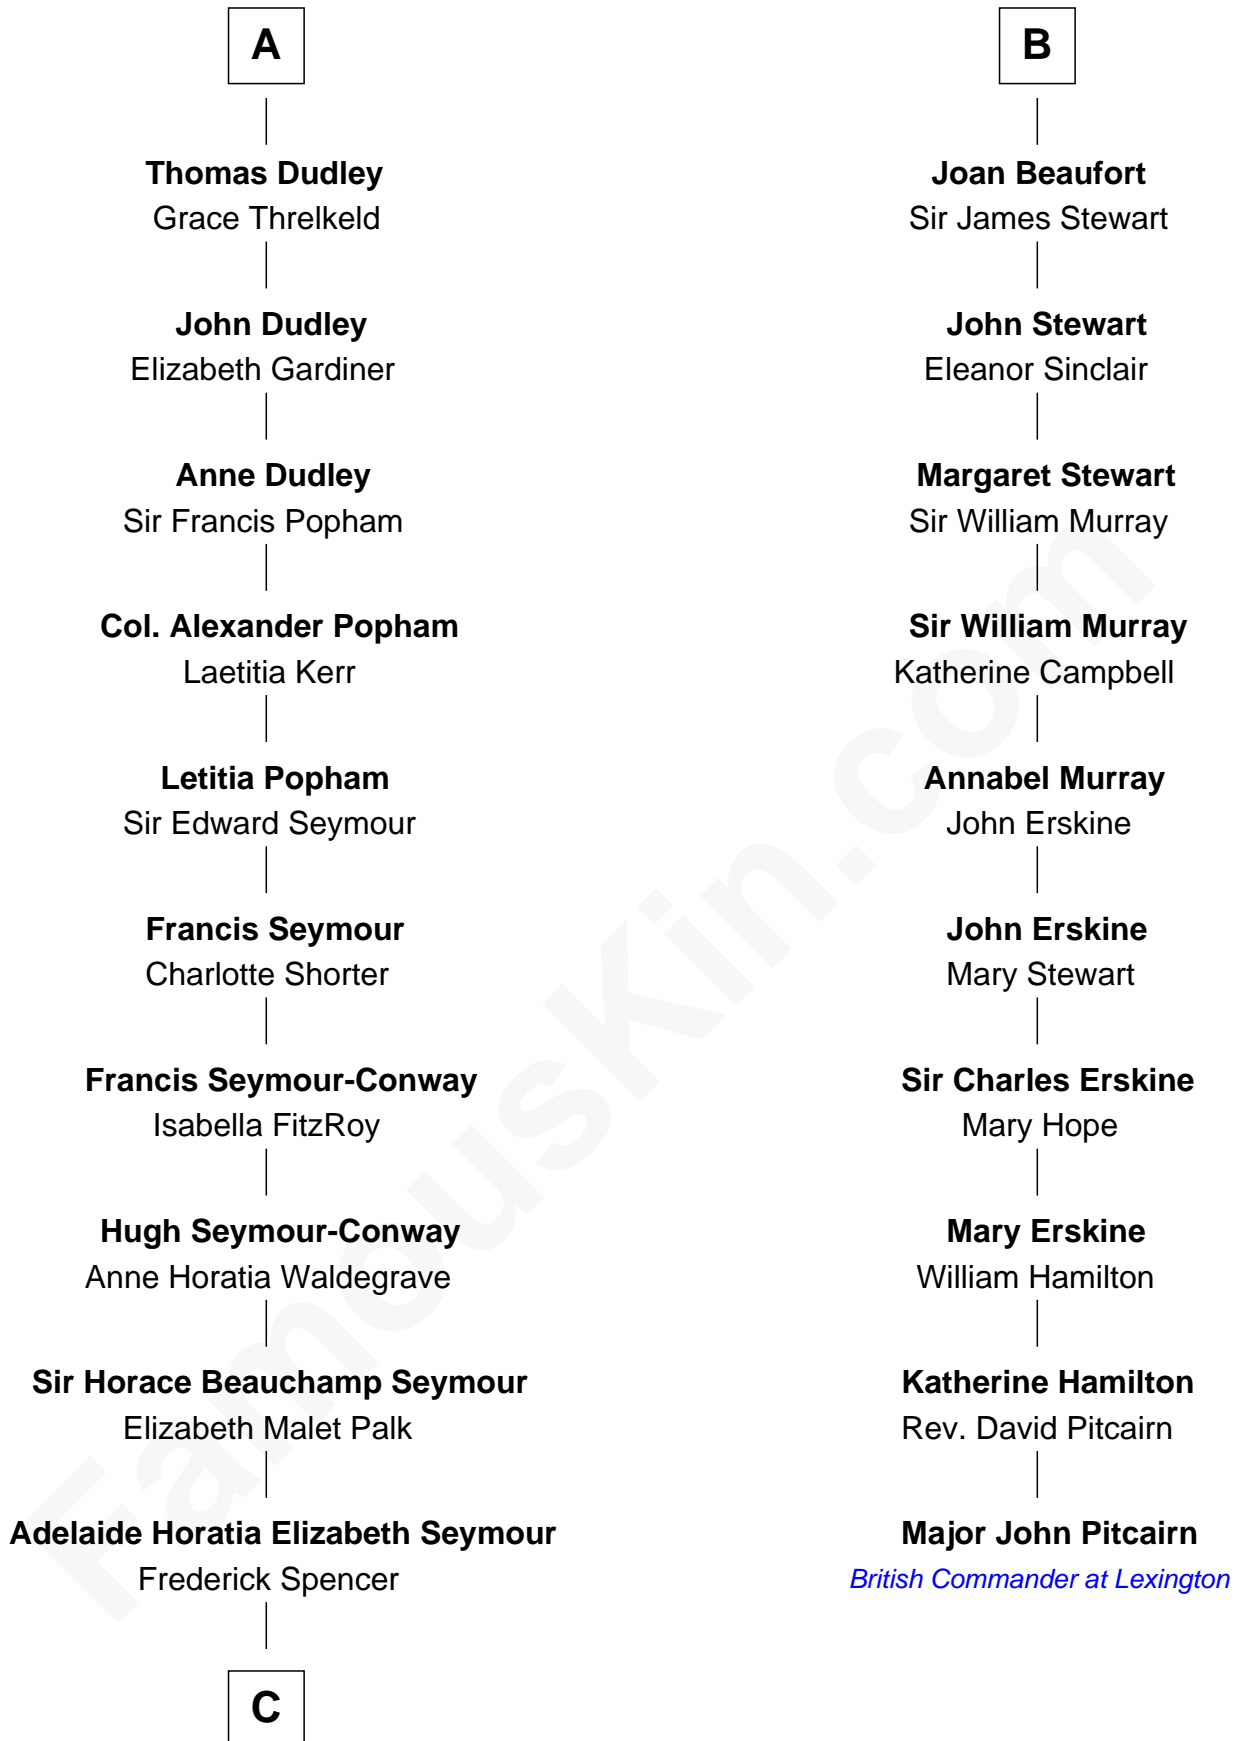 A
Thomas Dudley
Grace Threlkeld
John Dudley
Elizabeth Gardiner
Anne Dudley
Sir Francis Popham
Col. Alexander Popham
Laetitia Kerr
Letitia Popham
Sir Edward Seymour
Francis Seymour
Charlotte Shorter
Francis Seymour-Conway
Isabella FitzRoy
Hugh Seymour-Conway
Anne Horatia Waldegrave
Sir Horace Beauchamp Seymour
Elizabeth Malet Palk
Adelaide Horatia Elizabeth Seymour
Frederick Spencer
C
B
Joan Beaufort
Sir James Stewart
John Stewart
Eleanor Sinclair
Margaret Stewart
Sir William Murray
Sir William Murray
Katherine Campbell
Annabel Murray
John Erskine
John Erskine
Mary Stewart
Sir Charles Erskine
Mary Hope
Mary Erskine
William Hamilton
Katherine Hamilton
Rev. David Pitcairn
Major John Pitcairn
British Commander at Lexington
FamousKin.com